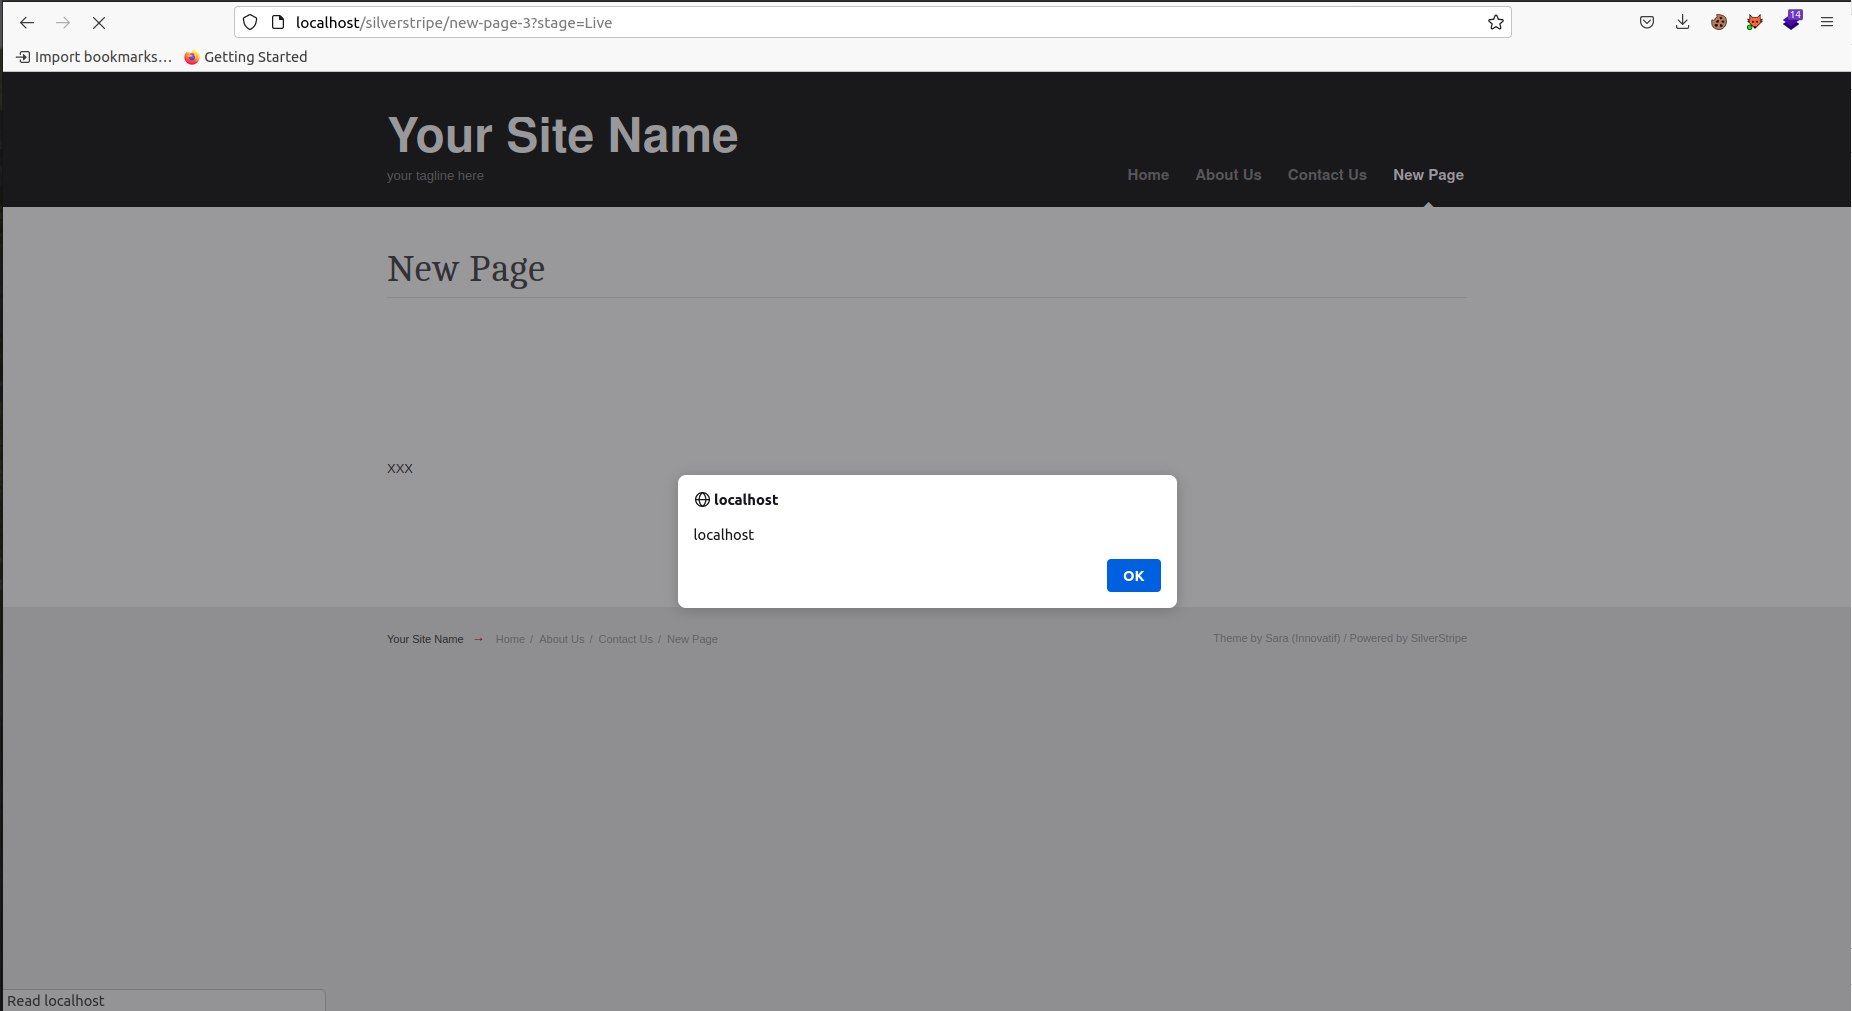 localhost/silverstripe/new-page-3?stage=Live
14
Import bookmarks...
Getting Started
Your Site Name
your tagline here
Home About Us Contact Us New Page
New Page
XXX
localhost
localhost
OK
Your Site Name → Home / About Us / Contact Us / New Page
Theme by Sara (Innovatif) / Powered by SilverStripe
Read localhost